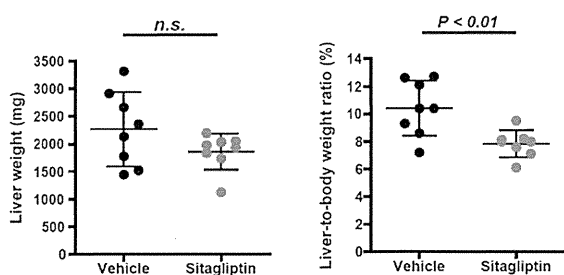 n.s.
Liver weight (mg)
3500
3000
2500
2000
1500
1000
500
0
Vehicle Sitagliptin
P < 0.01
Liver-to-body weight ratio (%)
14
12
10
8
6
4
2
0
Vehicle Sitagliptin